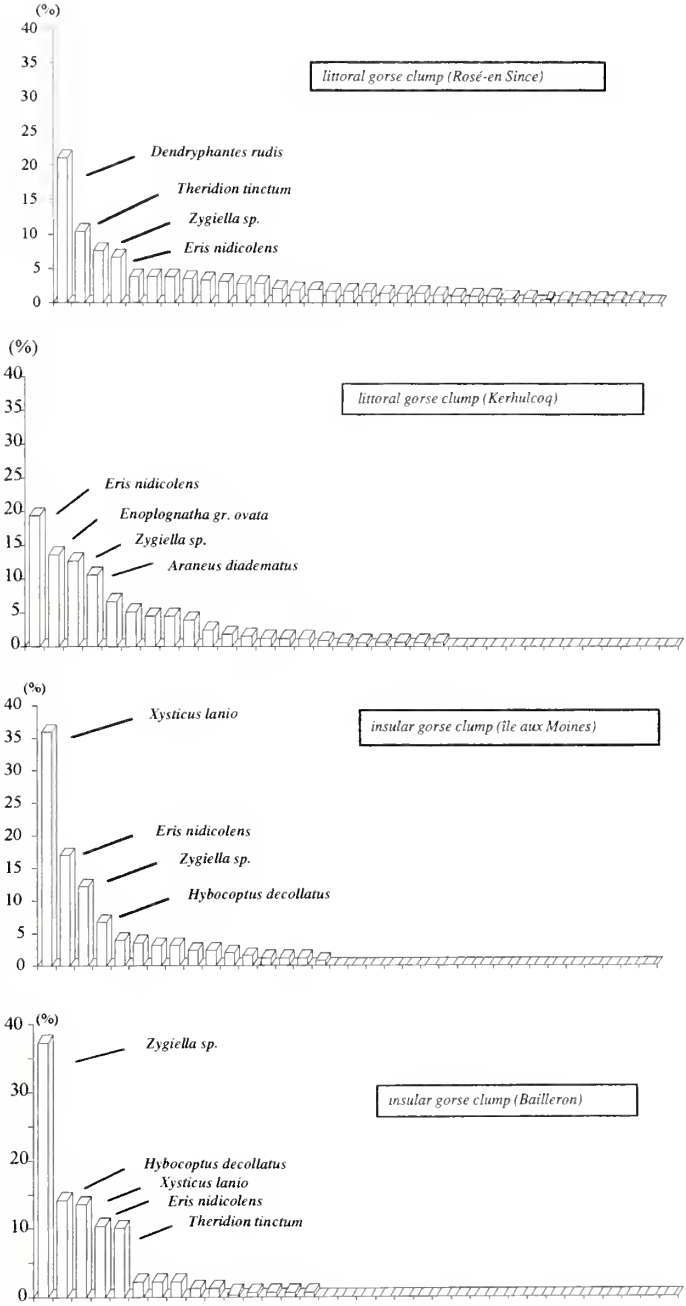 (%)
40
littoral gorse clump (Rosé-en Since)
35
30
25
Dendryphantes rudis
20
Theridion tinctum
15
Zygiella sp.
10
Eris nidicolens
5
0
(%)
40
littoral gorse clump (Kerhulcoq)
35
30
25
Eris nidicolens
20
Enoplognatha gr. ovata
15
Zygiella sp.
10
Araneus diadematus
5
0
(%)
40
Xysticus lanio
insular gorse clump (île aux Moines)
35
30
25
20
Eris nidicolens
15
Zygiella sp.
10
Hybocoptus decollatus
5
0
40 (%)
Zygiella sp.
30
insular gorse clump (Bailleron)
20
Hybocoptus decollatus
Xysticus lanio
Eris nidicolens
10
Theridion tinctum
0